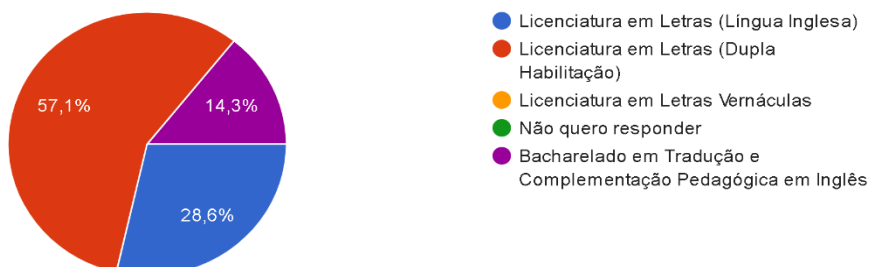 57,1%
14,3%
28,6%
Licenciatura em Letras (Língua Inglesa)
Licenciatura em Letras (Dupla
Habilitação)
Licenciatura em Letras Vernáculas
Não quero responder
Bacharelado em Tradução e
Complementação Pedagógica em Inglês